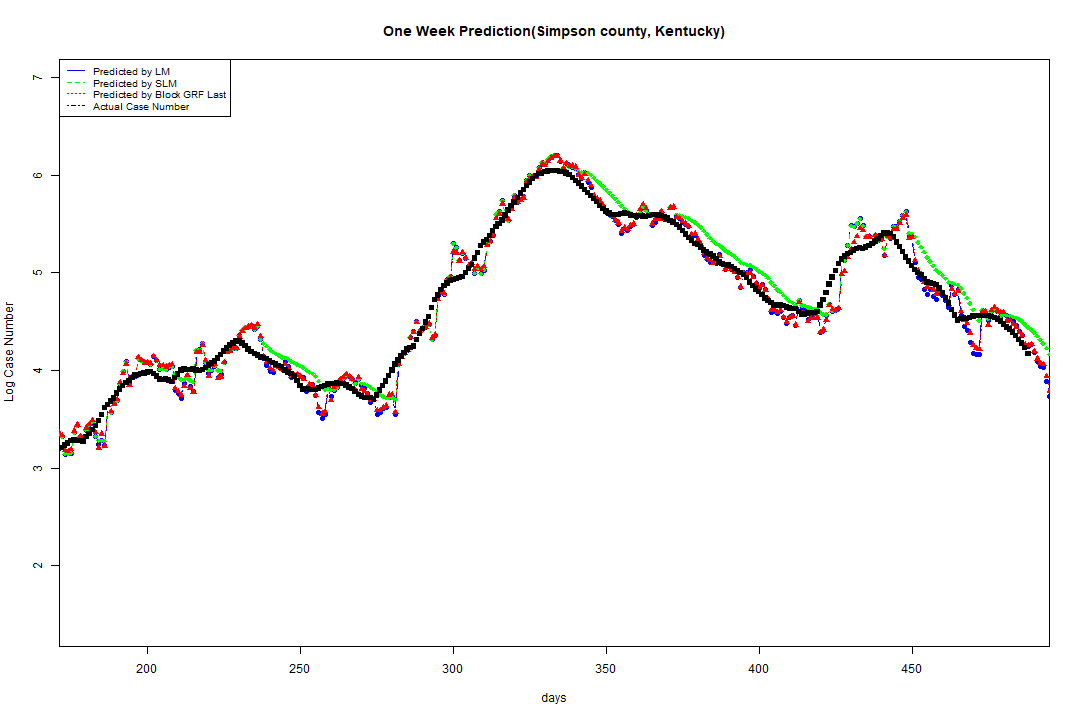 One Week Prediction(Simpson county, Kentucky)
Predicted by LM
Predicted by SLM
Predicted by Block GRF Last
Actual Case Number
7
6
5
4
3
2
Log Case Number
200 250 300 350 400 450
days